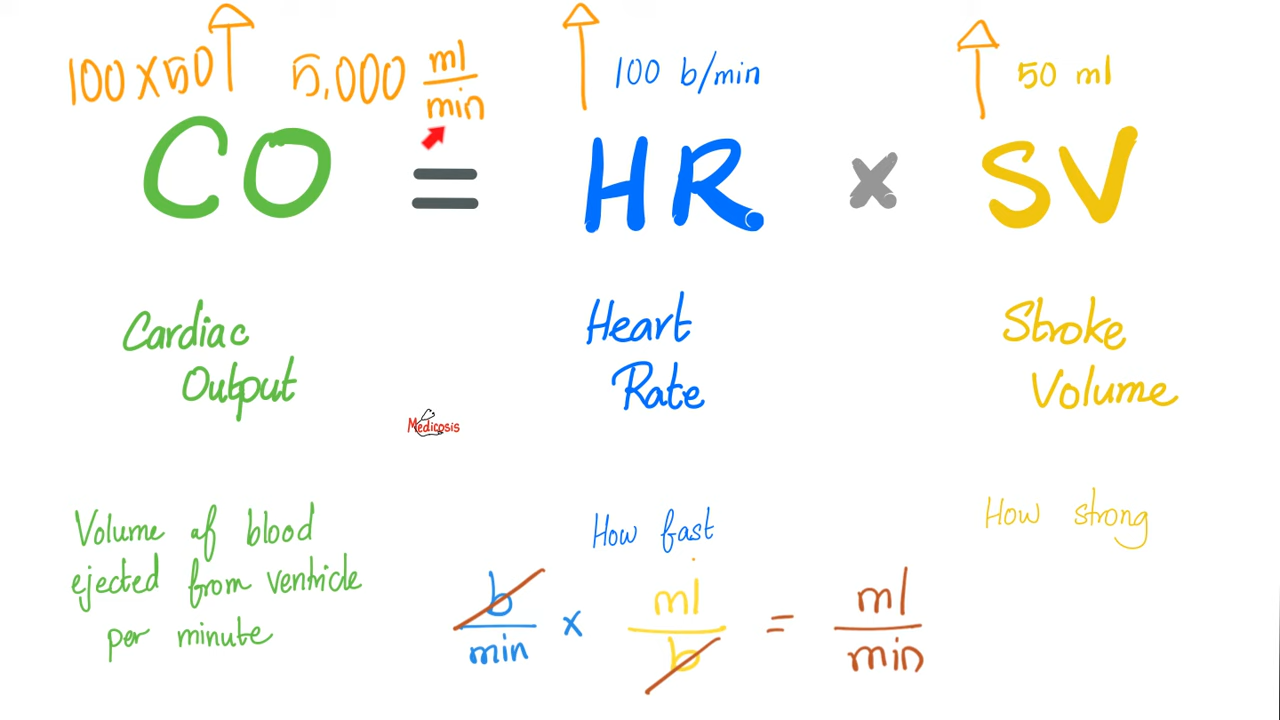 100 x 50 5,000 ml/min 100 b/min 50 ml
CO = HR x SV
Cardiac Output
Heart Rate
Stroke Volume
Medicosis
Volume of blood
ejected from ventricle
per minute
How fast
How strong
b/min x ml/b = ml/min